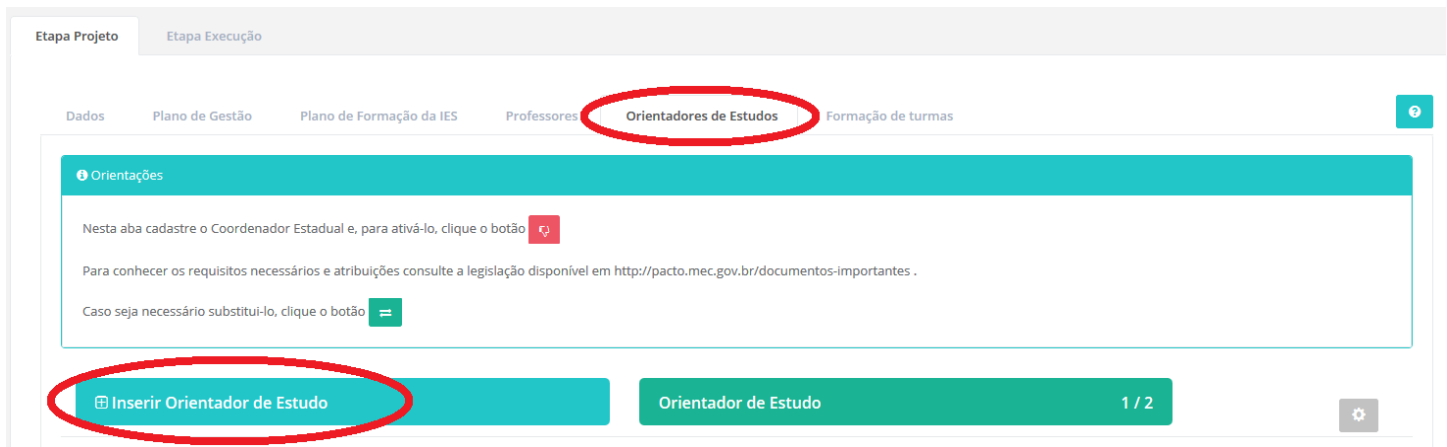 Etapa Projeto Etapa Execução
Dados Plano de Gestão Plano de Formação da IES Professores Orientadores de Estudos Formação de turmas
Orientações
Nesta aba cadastre o Coordenador Estadual e, para ativá-lo, clique o botão
Para conhecer os requisitos necessários e atribuições consulte a legislação disponível em http://pacto.mec.gov.br/documentos-importantes .
Caso seja necessário substitui-lo, clique o botão
Inserir Orientador de Estudo Orientador de Estudo 1 / 2